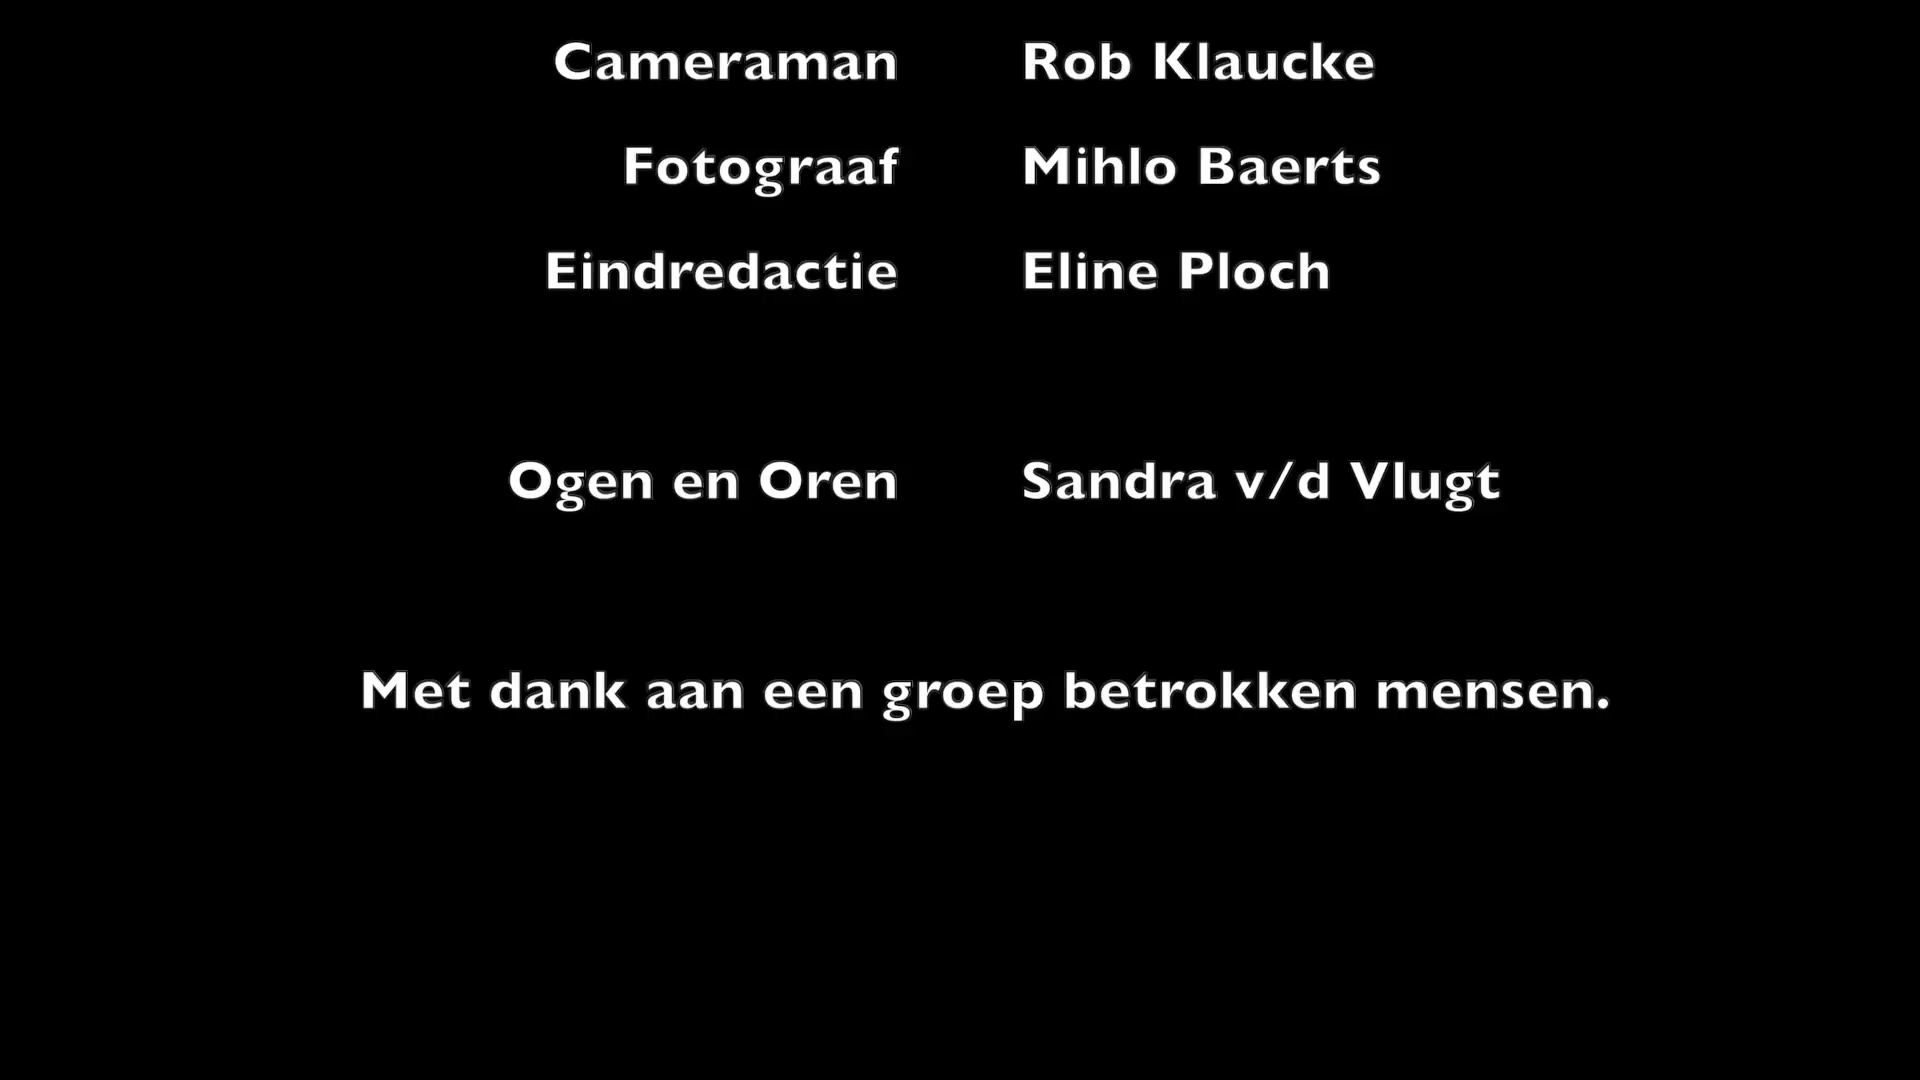 Cameraman Rob Klaucke
Fotograaf Mihlo Baerts
Eindredactie Eline Ploch
Ogen en Oren Sandra v/d Vlugt
Met dank aan een groep betrokken mensen.